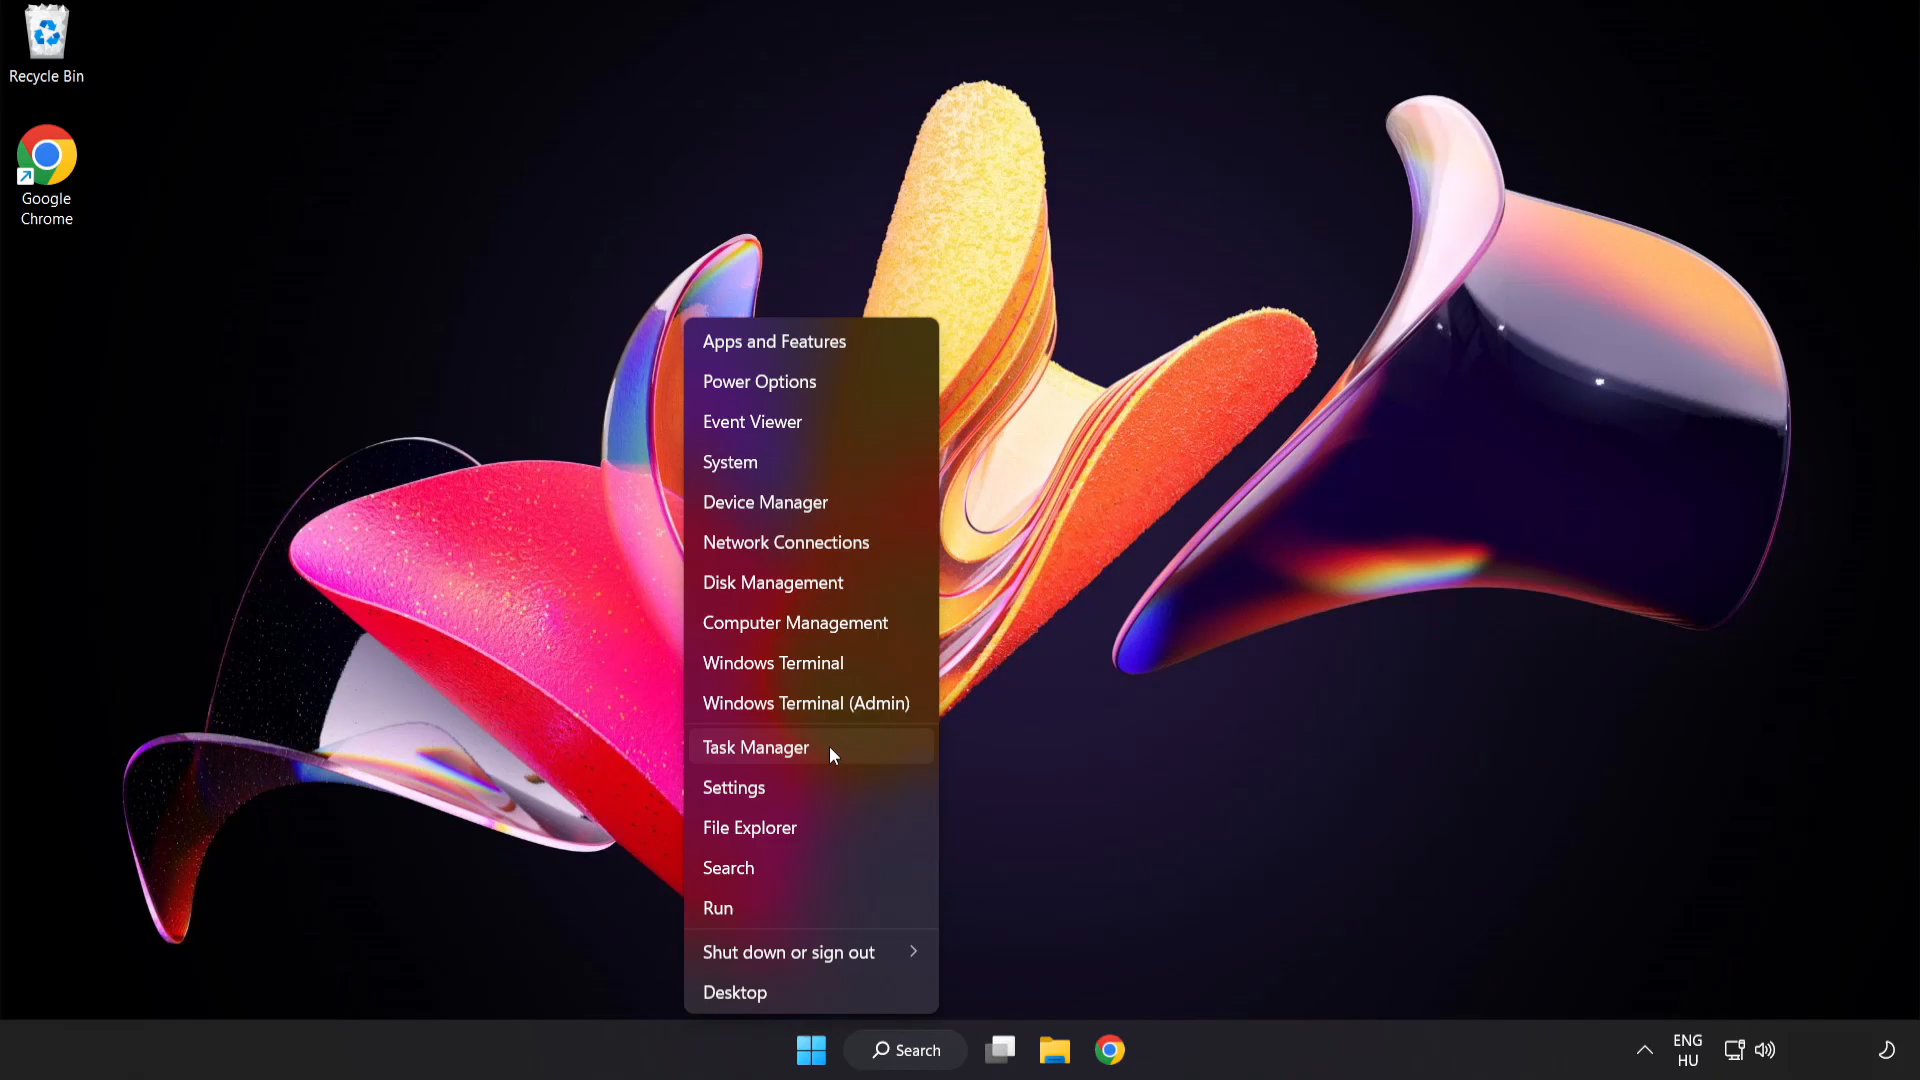 Recycle Bin
Google
Chrome
Apps and Features
Power Options
Event Viewer
System
Device Manager
Network Connections
Disk Management
Computer Management
Windows Terminal
Windows Terminal (Admin)
Task Manager
Settings
File Explorer
Search
Run
Shut down or sign out
Desktop
Search
ENG
HU